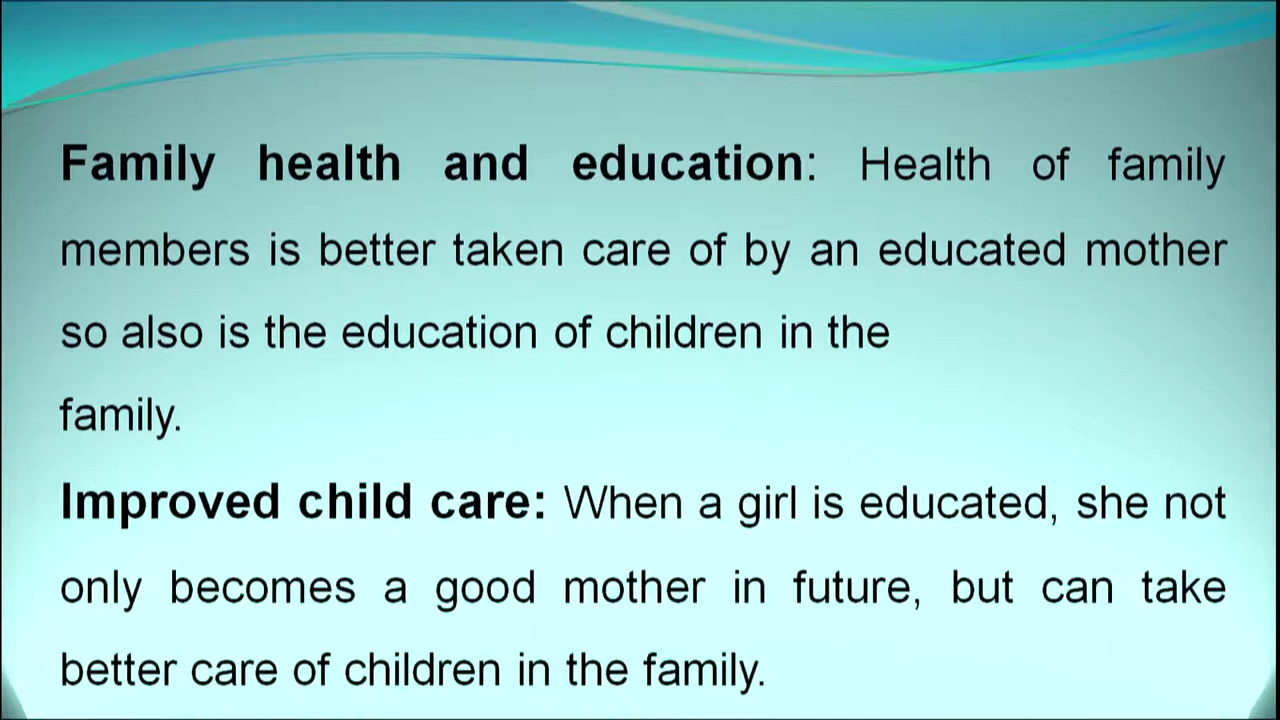 Family health and education: Health of family
members is better taken care of by an educated mother
so also is the education of children in the
family.
Improved child care: When a girl is educated, she not
only becomes a good mother in future, but can take
better care of children in the family.